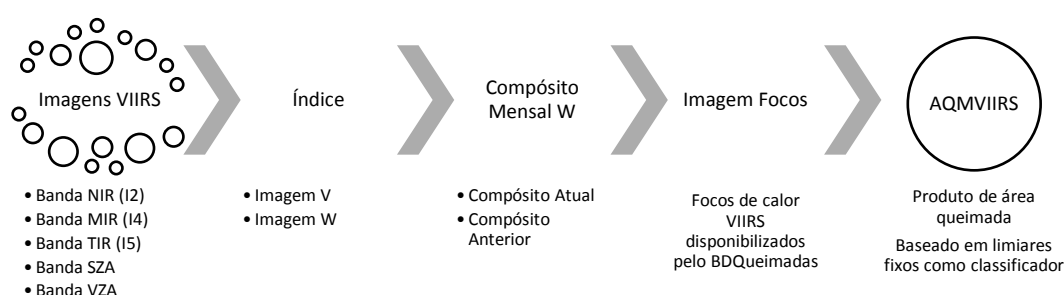 Imagens VIIRS
• Banda NIR (I2)
• Banda MIR (I4)
• Banda TIR (I5)
• Banda SZA
• Banda VZA
Índice
• Imagem V
• Imagem W
Compósito
Mensal W
• Compósito Atual
• Compósito
Anterior
Imagem Focos
Focos de calor
VIIRS
disponibilizados
pelo BDQueimadas
AQMVIIRS
Produto de área
queimada
Baseado em limiares
fixos como classificador